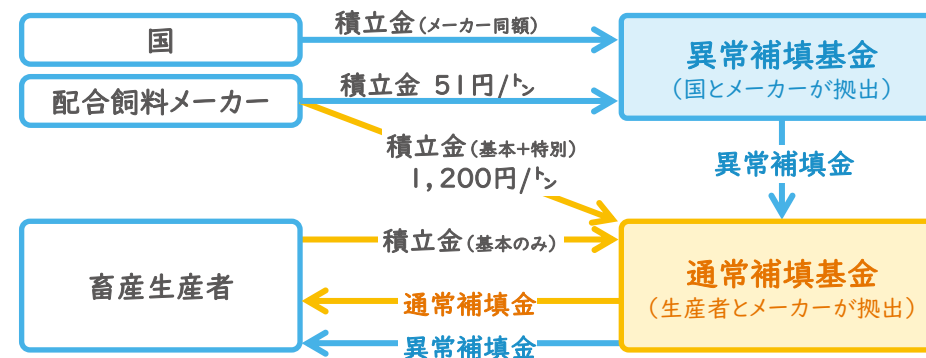 国
積立金(メーカー同額)
異常補填基金
(国とメーカーが拠出)
配合飼料メーカー
積立金 51円/㌧
積立金(基本+特別)
1,200円/㌧
異常補填金
畜産生産者
積立金(基本のみ)
通常補填基金
(生産者とメーカーが拠出)
通常補填金
異常補填金